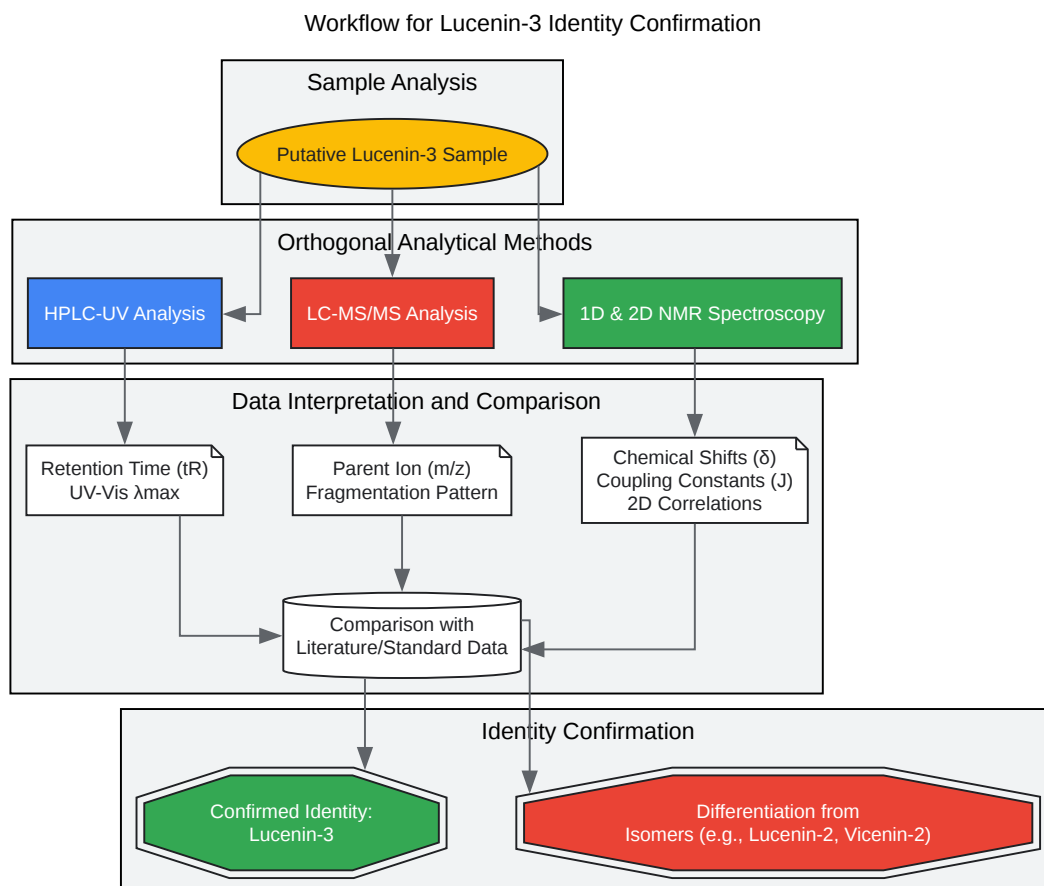 Workflow for Lucenin-3 Identity Confirmation
Sample Analysis
Putative Lucenin-3 Sample
Orthogonal Analytical Methods
HPLC-UV Analysis
LC-MS/MS Analysis
1D & 2D NMR Spectroscopy
Data Interpretation and Comparison
Retention Time (tR)
UV-Vis λmax
Parent Ion (m/z)
Fragmentation Pattern
Chemical Shifts (δ)
Coupling Constants (J)
2D Correlations
Comparison with
Literature/Standard Data
Identity Confirmation
Confirmed Identity:
Lucenin-3
Differentiation from
Isomers (e.g., Lucenin-2, Vicenin-2)